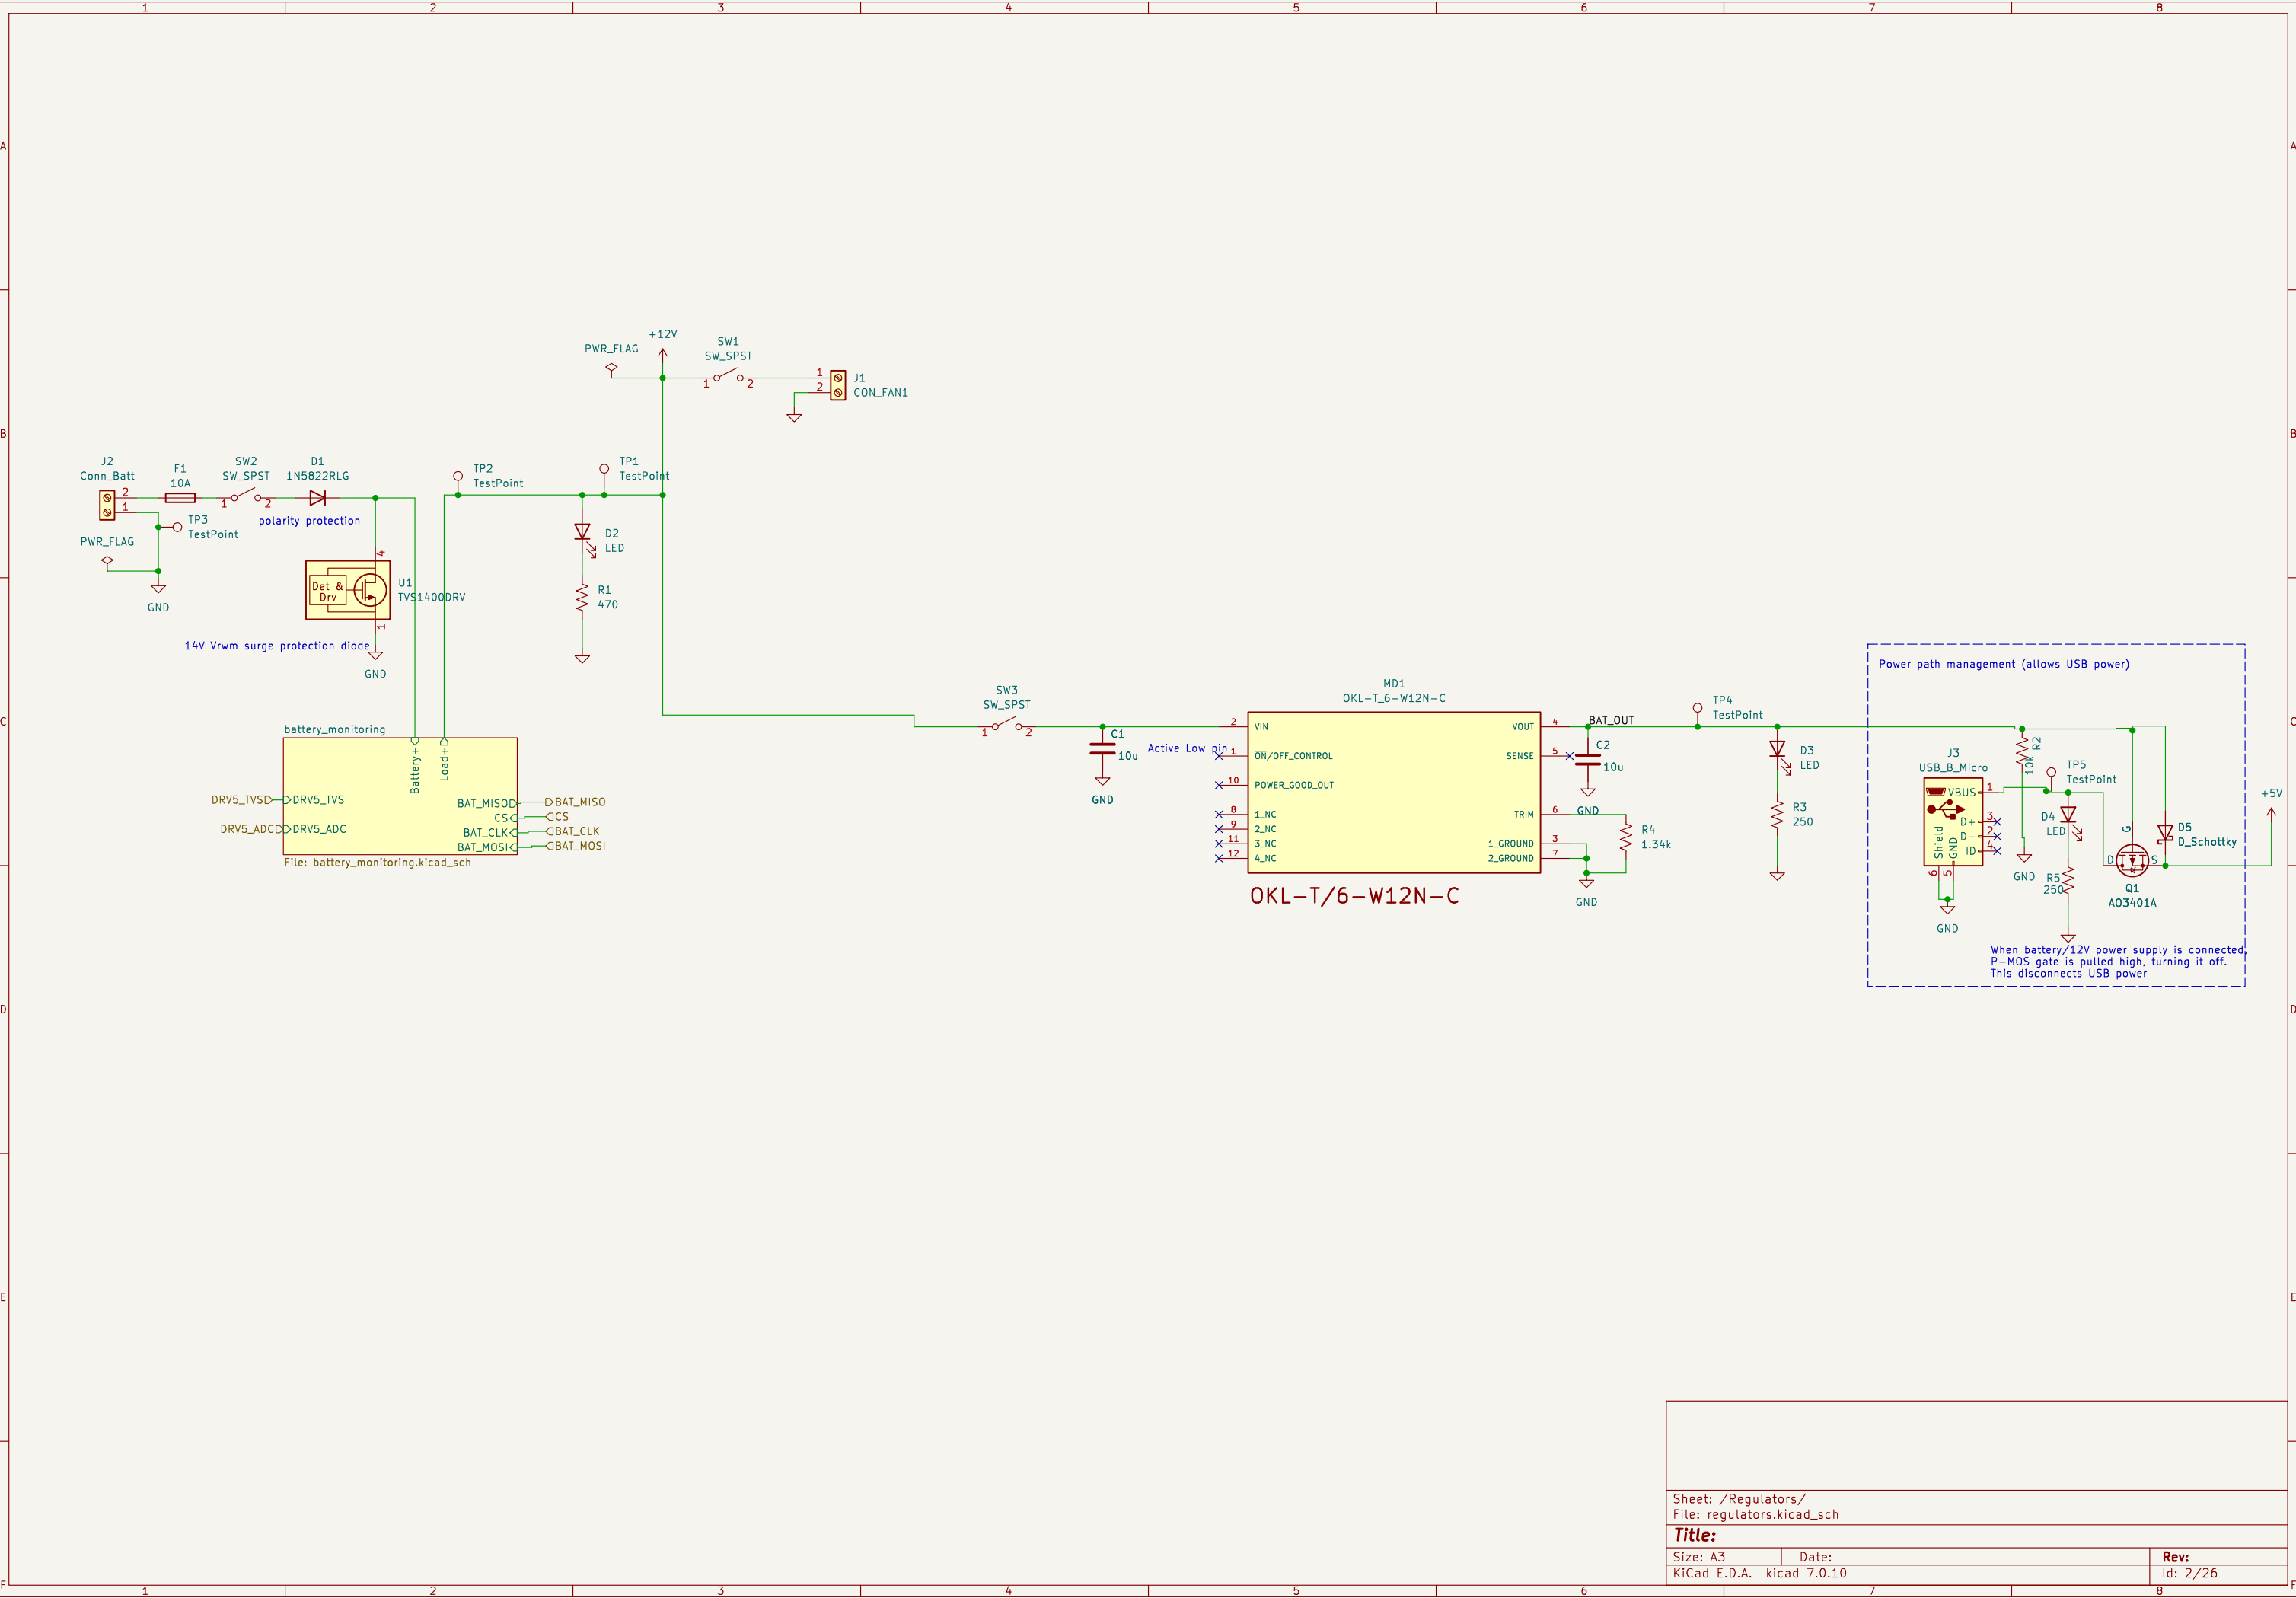 1 2 3 4 5 6 7 8
A A
+12V
PWR_FLAG
SW1
SW_SPST
1 2
1
2
J1
CON_FAN1
B B
J2
Conn_Batt
2
1
F1
10A
SW2
SW_SPST
1 2
D1
1N5822RLG
polarity protection
TP3
TestPoint
PWR_FLAG
GND
TP2
TestPoint
TP1
TestPoint
D2
LED
R1
470
4
Det &
Drv
1
U1
TVS1400DRV
14V Vrwm surge protection diode
GND
C C
battery_monitoring
Battery+
Load+
DRV5_TVS
DRV5_TVS
DRV5_ADC
DRV5_ADC
BAT_MISO
BAT_MISO
CS
CS
BAT_CLK
BAT_CLK
BAT_MOSI
BAT_MOSI
File: battery_monitoring.kicad_sch
SW3
SW_SPST
1 2
C1
10u
GND
Active Low pin
MD1
OKL-T_6-W12N-C
2 VIN
1 ON/OFF_CONTROL
10 POWER_GOOD_OUT
8 1_NC
9 2_NC
11 3_NC
12 4_NC
VOUT 4
SENSE 5
TRIM 6
1_GROUND 3
2_GROUND 7
OKL-T/6-W12N-C
BAT_OUT
C2
10u
GND
R4
1.34k
GND
TP4
TestPoint
D3
LED
R3
250
Power path management (allows USB power)
J3
USB_B_Micro
VBUS 1
D+ 3
D- 2
ID 4
Shield
GND
6 5
GND
R2
10k
GND
TP5
TestPoint
D4
LED
R5
250
G
D S
Q1
AO3401A
D5
D_Schottky
+5V
When battery/12V power supply is connected,
P-MOS gate is pulled high, turning it off.
This disconnects USB power
D D
E E
Sheet: /Regulators/
File: regulators.kicad_sch
Title:
Size: A3 Date: Rev:
KiCad E.D.A. kicad 7.0.10 Id: 2/26
F F
1 2 3 4 5 6 7 8